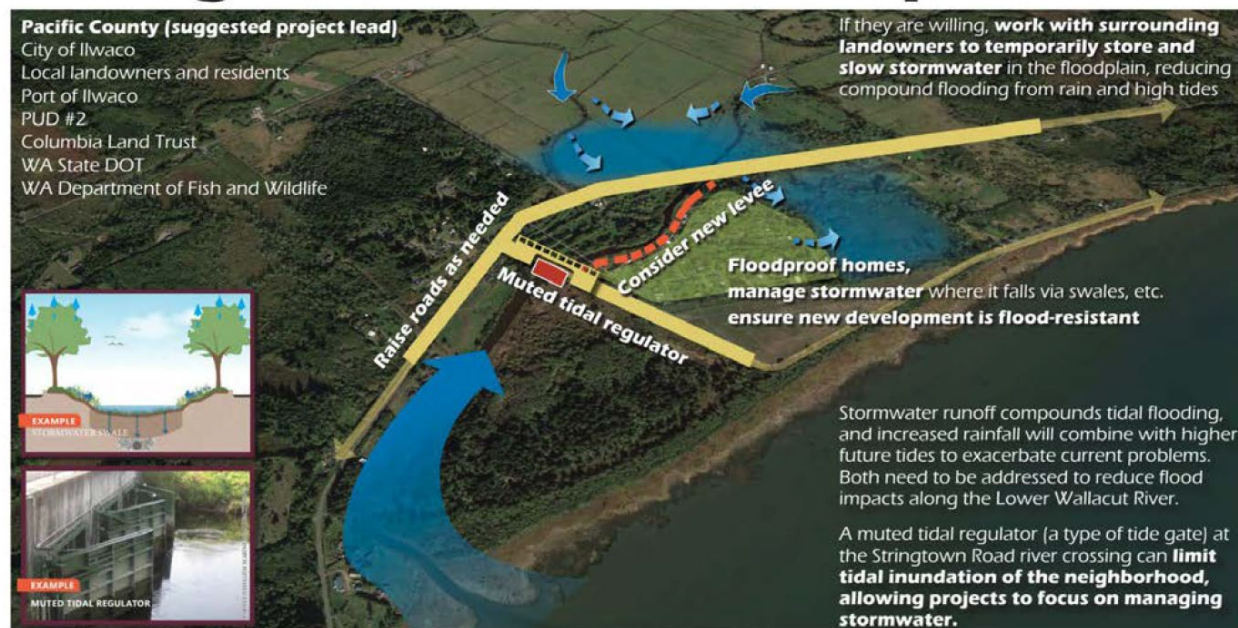 Pacific County (suggested project lead)
City of Ilwaco
Local landowners and residents
Port of Ilwaco
PUD #2
Columbia Land Trust
WA State DOT
WA Department of Fish and Wildlife
If they are willing, work with surrounding
landowners to temporarily store and
slow stormwater in the floodplain, reducing
compound flooding from rain and high tides
Raise roads as needed
Consider new levee
Muted tidal regulator
Floodproof homes,
manage stormwater where it falls via swales, etc.
ensure new development is flood-resistant
EXAMPLE
STORMWATER SWALE
EXAMPLE
MUTED TIDAL REGULATOR
Stormwater runoff compounds tidal flooding,
and increased rainfall will combine with higher
future tides to exacerbate current problems.
Both need to be addressed to reduce flood
impacts along the Lower Wallacut River.
A muted tidal regulator (a type of tide gate) at
the Stringtown Road river crossing can limit
tidal inundation of the neighborhood,
allowing projects to focus on managing
stormwater.